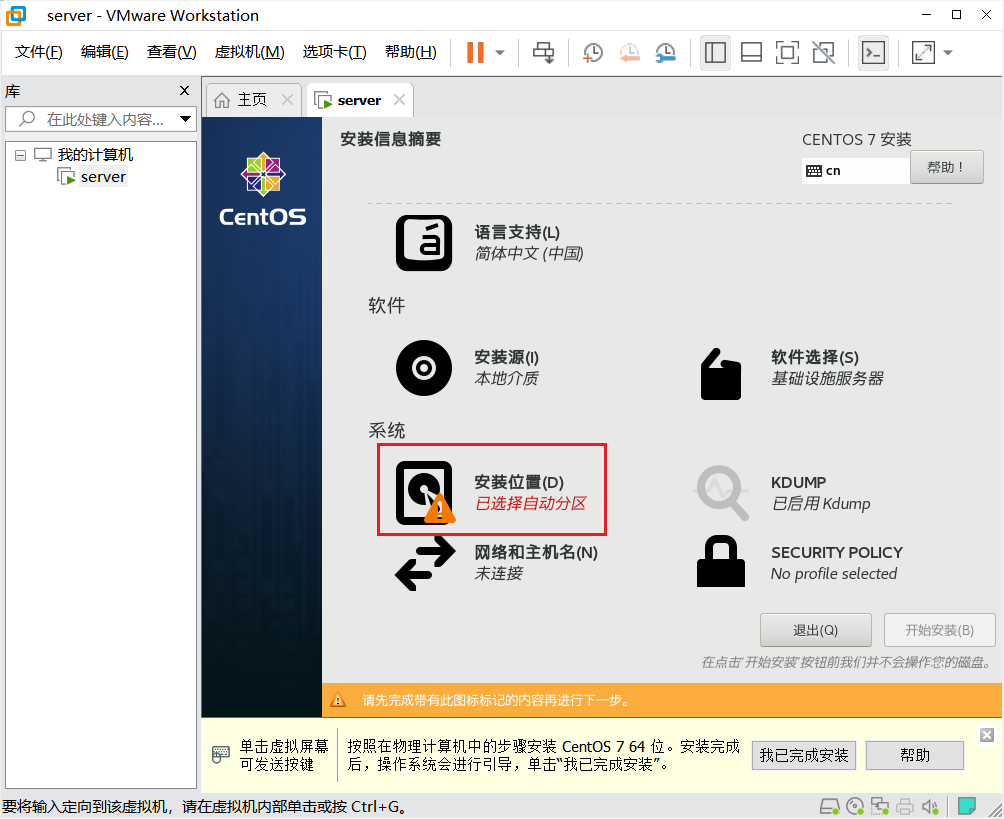 server - VMware Workstation
文件(F) 编辑(E) 查看(V) 虚拟机(M) 选项卡(T) 帮助(H)
库
在此处键入内容...
我的计算机
server
主页
server
CentOS
安装信息摘要
CENTOS 7 安装
cn
帮助！
语言支持(L)
简体中文 (中国)
软件
安装源(I)
本地介质
软件选择(S)
基础设施服务器
系统
安装位置(D)
已选择自动分区
KDUMP
已启用 Kdump
网络和主机名(N)
未连接
SECURITY POLICY
No profile selected
退出(Q)
开始安装(B)
在点击'开始安装'按钮前我们并不会操作您的磁盘。
请先完成带有此图标标记的内容再进行下一步。
单击虚拟屏幕
可发送按键
按照在物理计算机中的步骤安装 CentOS 7 64 位。安装完成
后，操作系统会进行引导，单击“我已完成安装”。
我已完成安装
帮助
要将输入定向到该虚拟机，请在虚拟机内部单击或按 Ctrl+G。